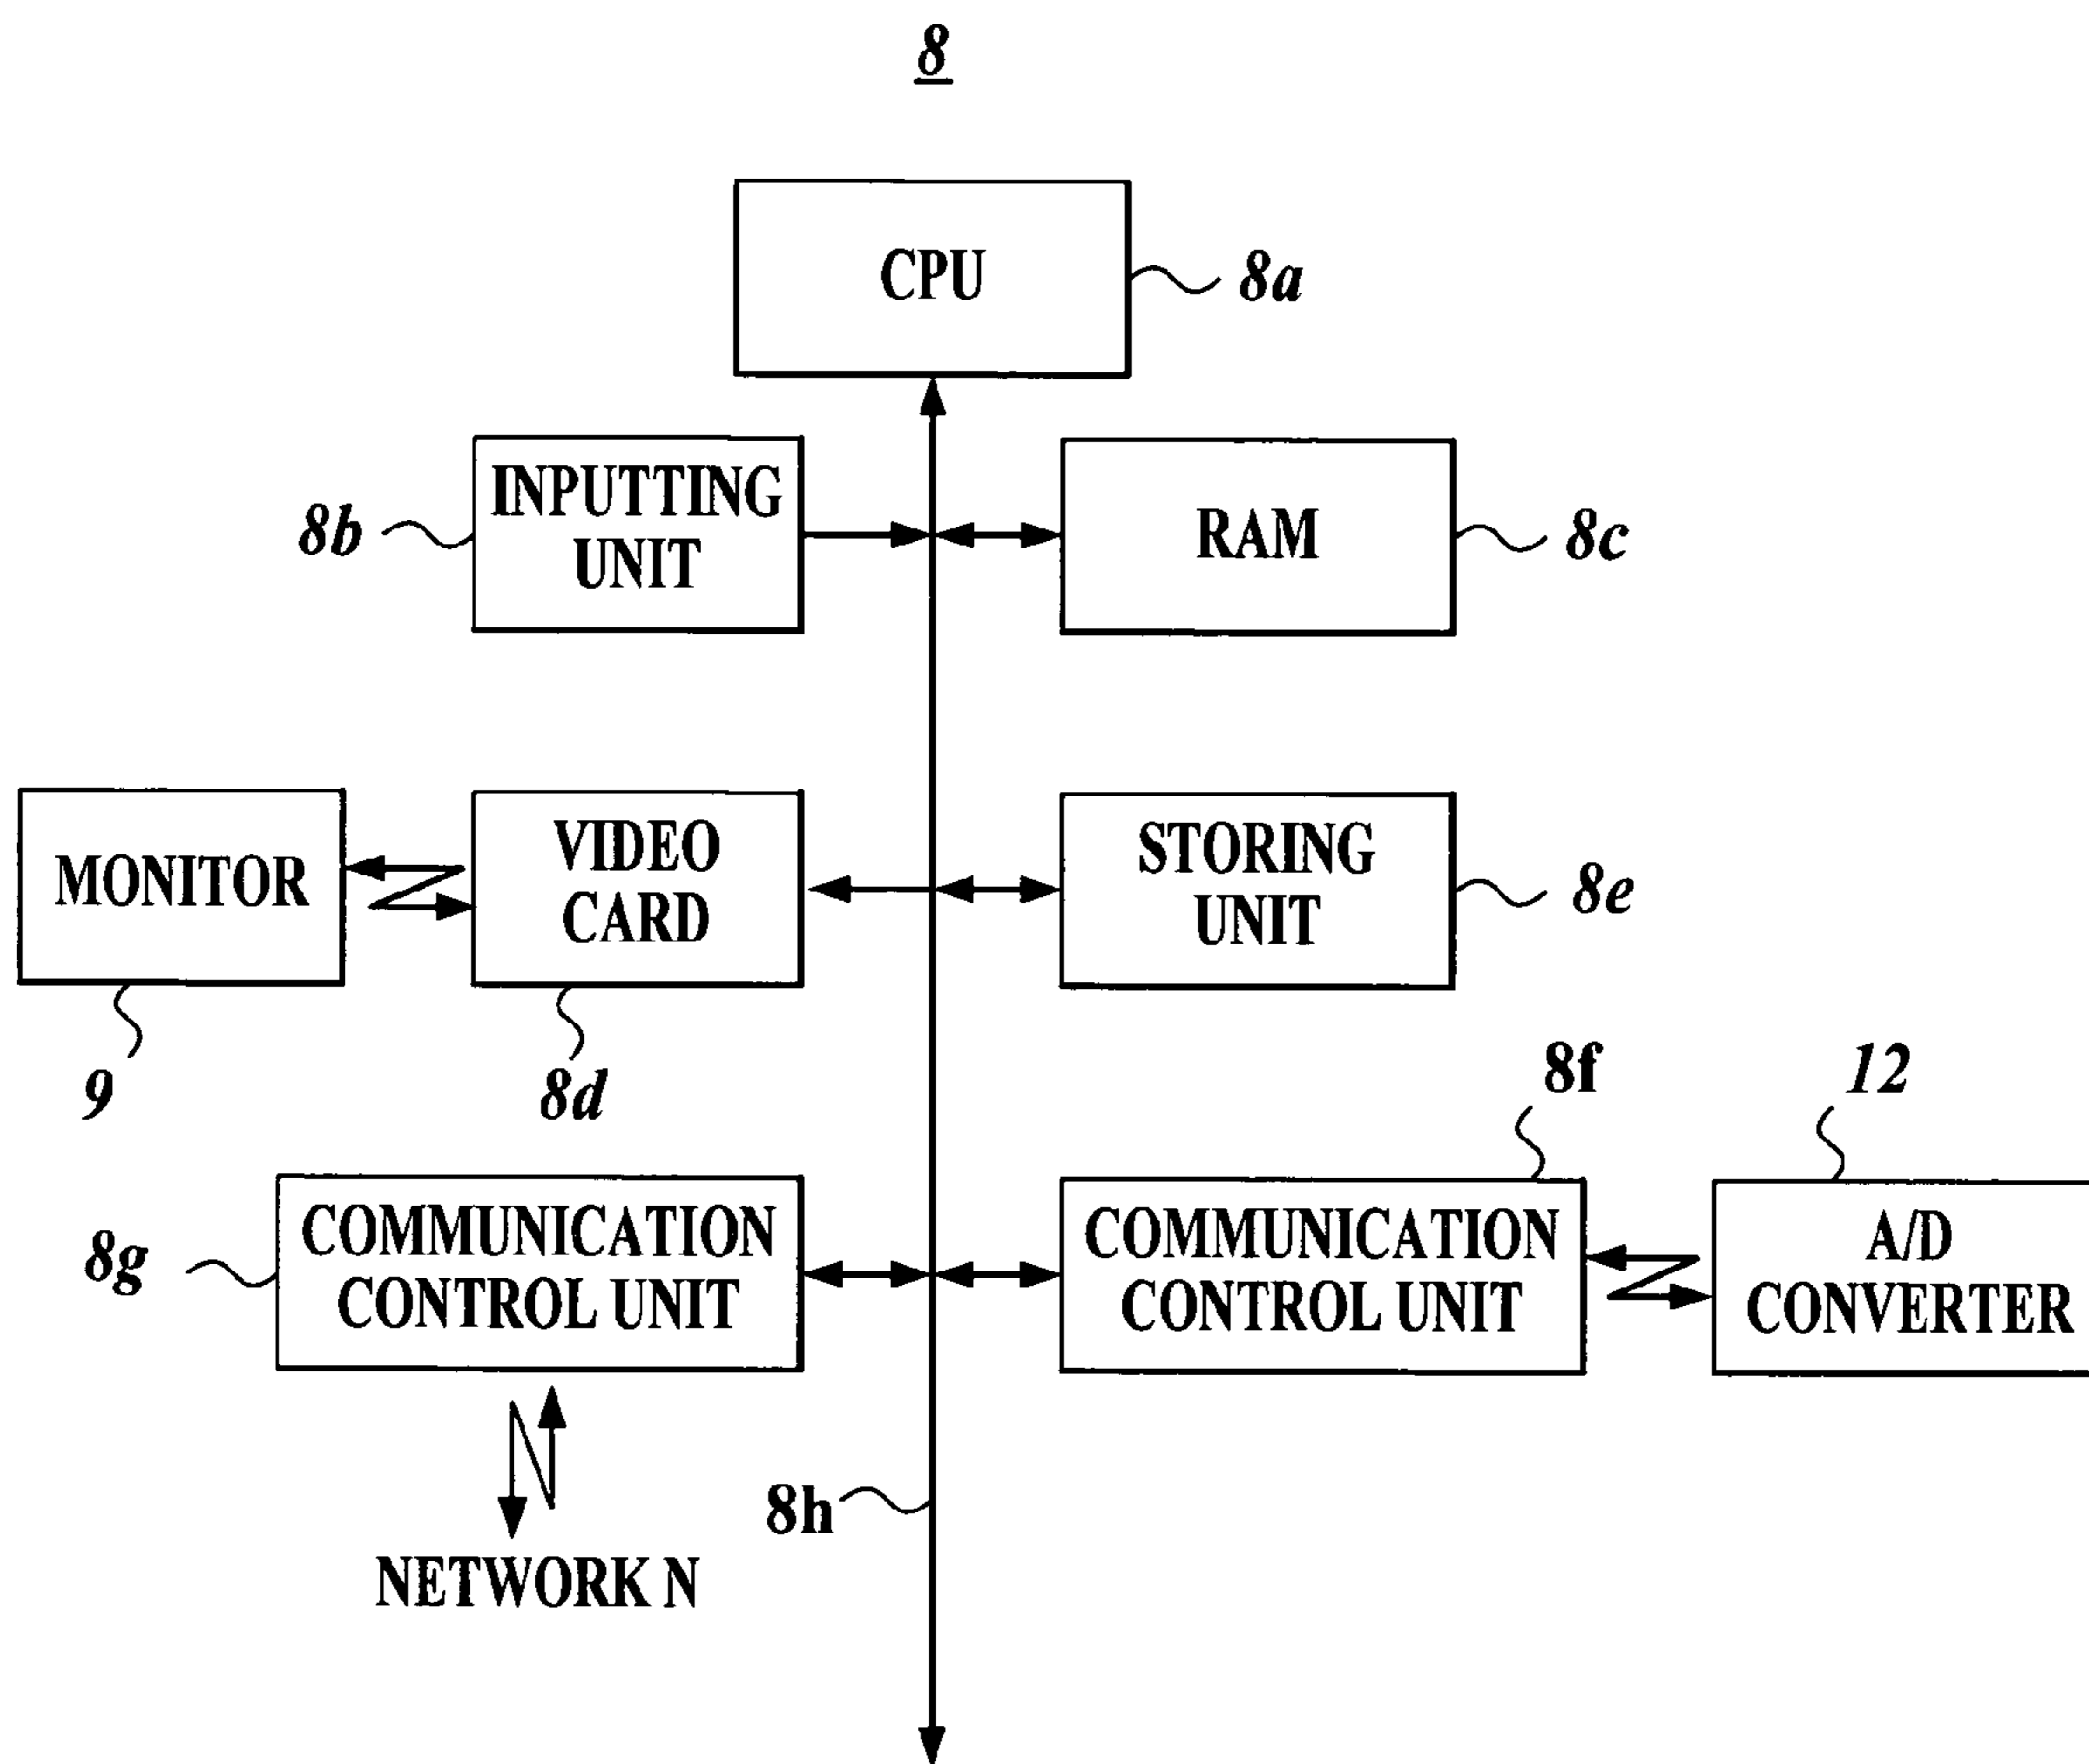 8
CPU
8a
INPUTTING
UNIT
8b
RAM
8c
MONITOR
9
VIDEO
CARD
8d
STORING
UNIT
8e
8f
12
COMMUNICATION
CONTROL UNIT
8g
COMMUNICATION
CONTROL UNIT
A/D
CONVERTER
8h
NETWORK N